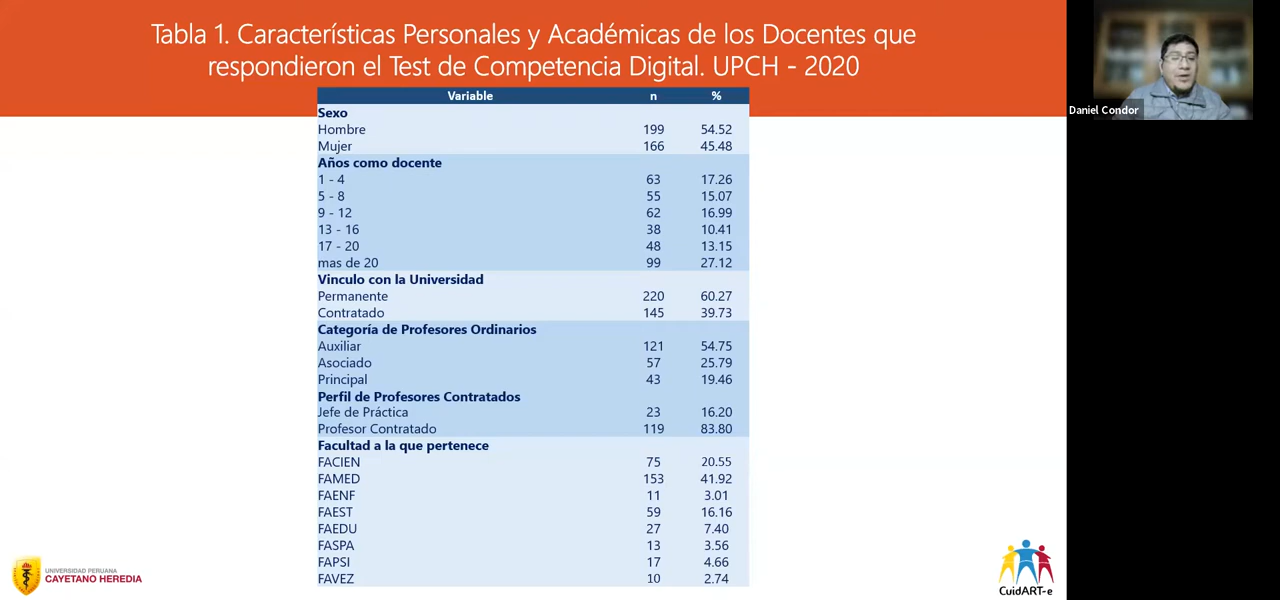 Tabla 1. Características Personales y Académicas de los Docentes que
respondieron el Test de Competencia Digital. UPCH - 2020
Variable n %
Sexo
Hombre 199 54.52
Mujer 166 45.48
Años como docente
1 - 4 63 17.26
5 - 8 55 15.07
9 - 12 62 16.99
13 - 16 38 10.41
17 - 20 48 13.15
mas de 20 99 27.12
Vinculo con la Universidad
Permanente 220 60.27
Contratado 145 39.73
Categoría de Profesores Ordinarios
Auxiliar 121 54.75
Asociado 57 25.79
Principal 43 19.46
Perfil de Profesores Contratados
Jefe de Práctica 23 16.20
Profesor Contratado 119 83.80
Facultad a la que pertenece
FACIEN 75 20.55
FAMED 153 41.92
FAENF 11 3.01
FAEST 59 16.16
FAEDU 27 7.40
FASPA 13 3.56
FAPSI 17 4.66
FAVEZ 10 2.74
UNIVERSIDAD PERUANA
CAYETANO HEREDIA
CuidART-e
Daniel Condor